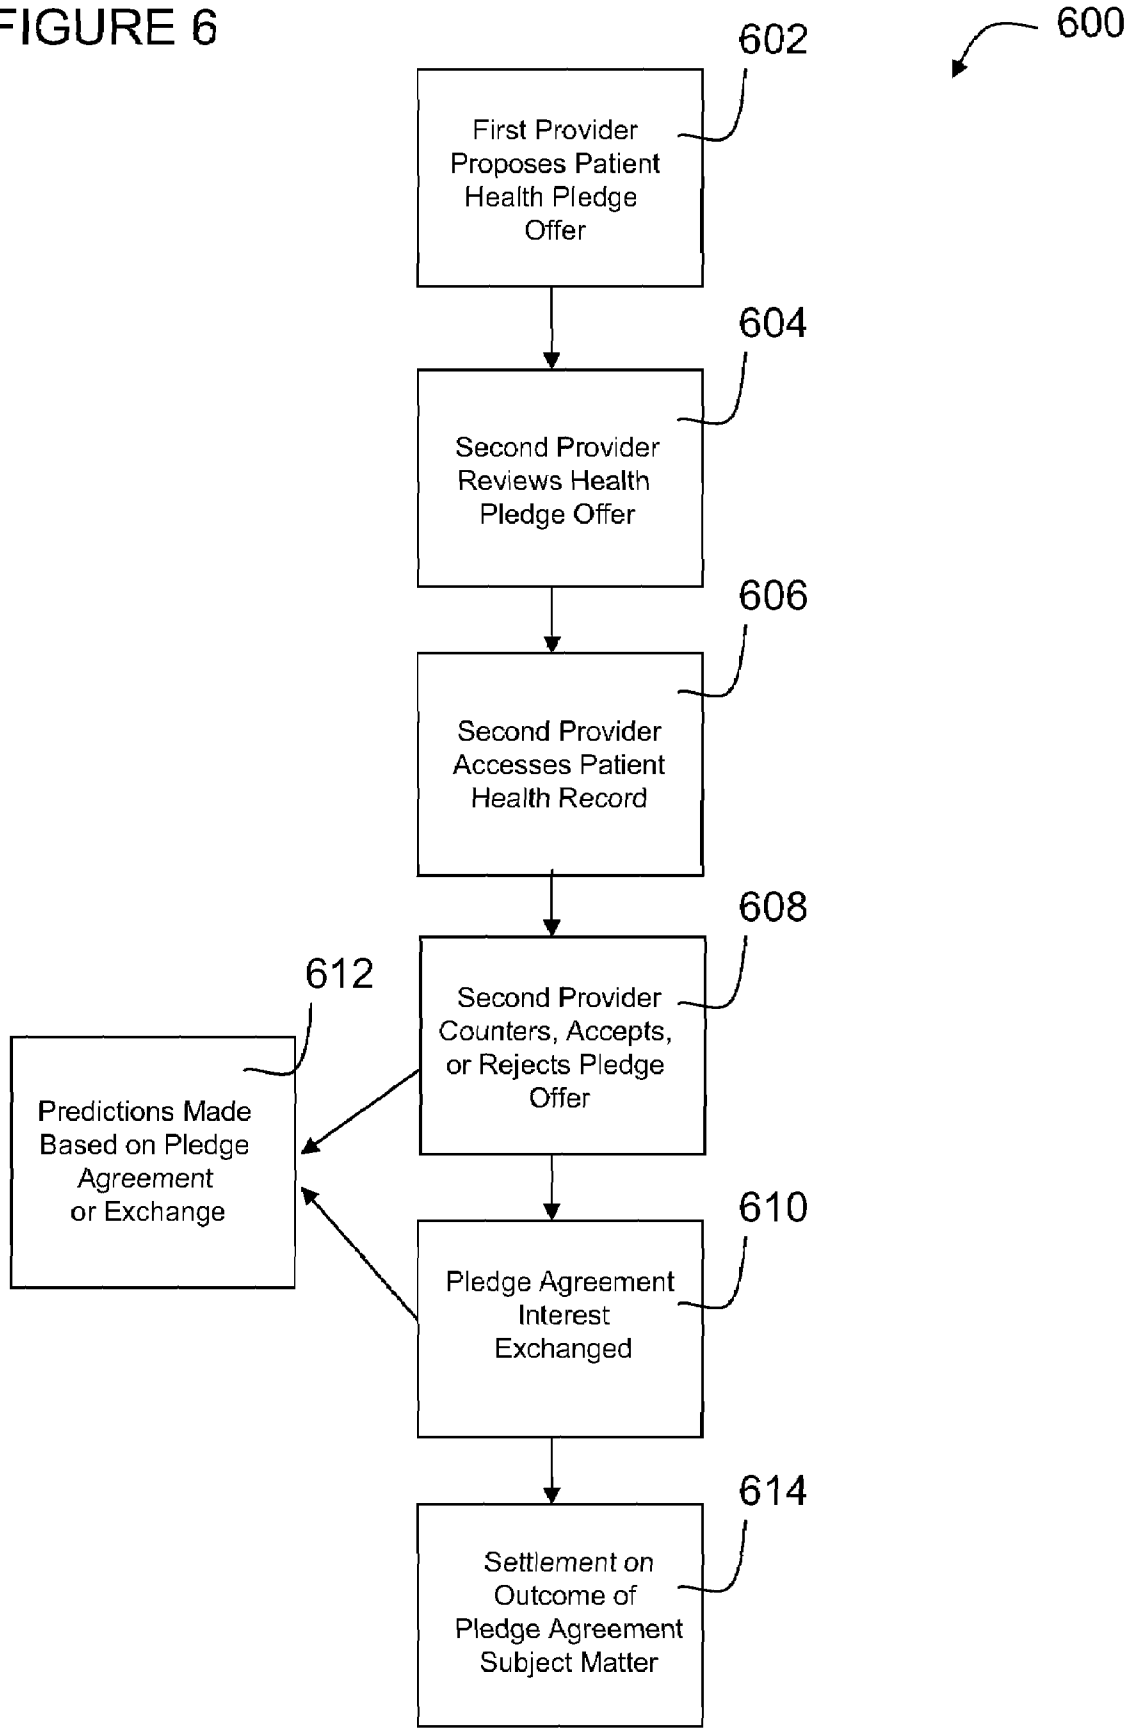 FIGURE 6
600
602
First Provider
Proposes Patient
Health Pledge
Offer
604
Second Provider
Reviews Health
Pledge Offer
606
Second Provider
Accesses Patient
Health Record
608
Second Provider
Counters, Accepts,
or Rejects Pledge
Offer
612
Predictions Made
Based on Pledge
Agreement
or Exchange
610
Pledge Agreement
Interest
Exchanged
614
Settlement on
Outcome of
Pledge Agreement
Subject Matter